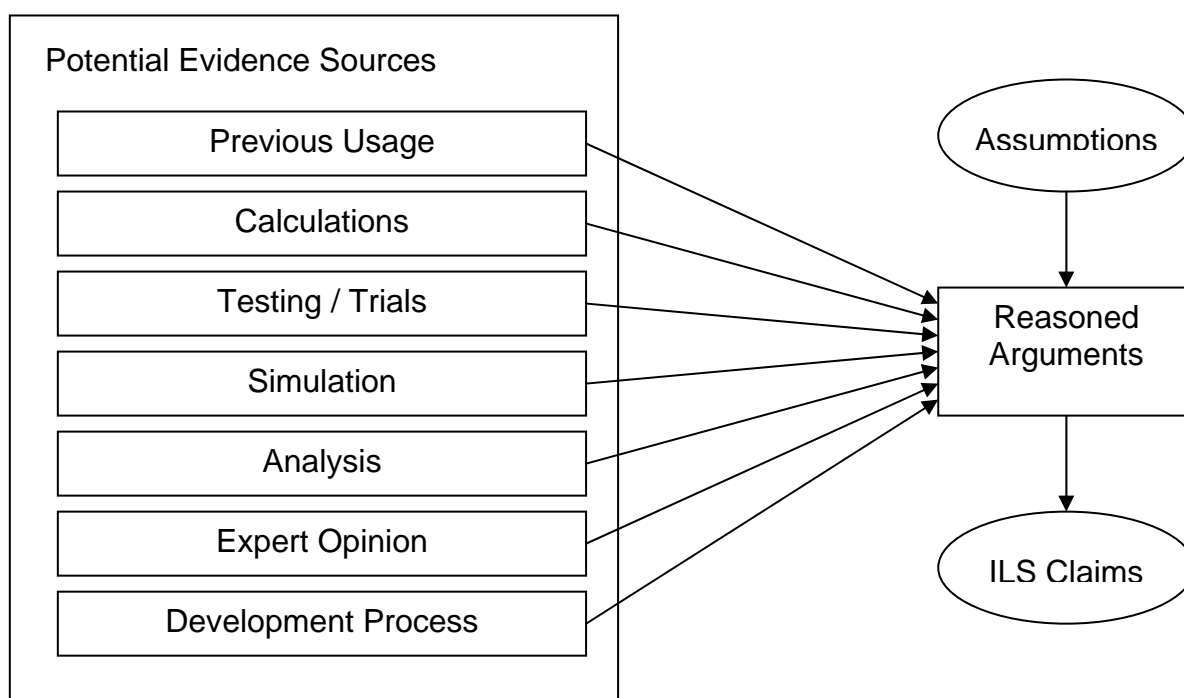 Potential Evidence Sources
Previous Usage
Calculations
Testing / Trials
Simulation
Analysis
Expert Opinion
Development Process
Assumptions
Reasoned
Arguments
ILS Claims